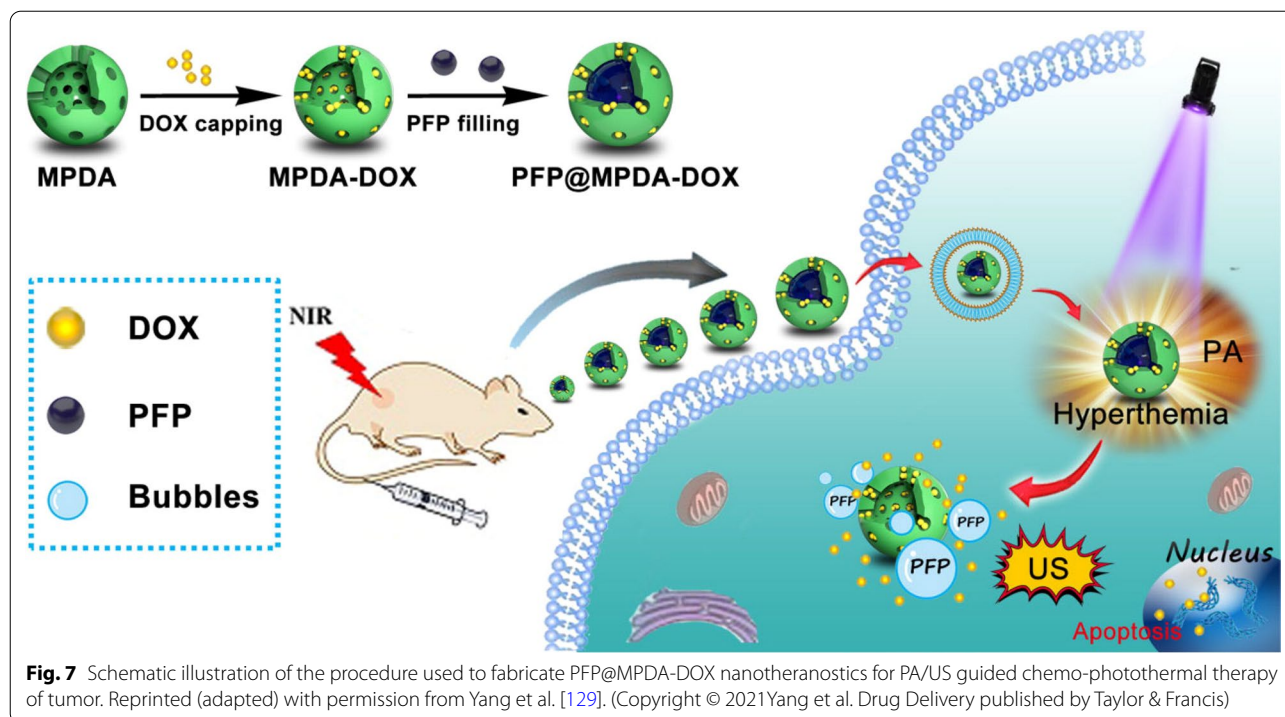 DOX capping
PFP filling
MPDA
MPDA-DOX
PFP@MPDA-DOX
DOX
PFP
Bubbles
NIR
PA
Hyperthemia
PFP
PFP
PFP
US
Nucleus
Apoptosis
Fig. 7 Schematic illustration of the procedure used to fabricate PFP@MPDA-DOX nanotheranostics for PA/US guided chemo-photothermal therapy
of tumor. Reprinted (adapted) with permission from Yang et al. [129]. (Copyright © 2021Yang et al. Drug Delivery published by Taylor & Francis)